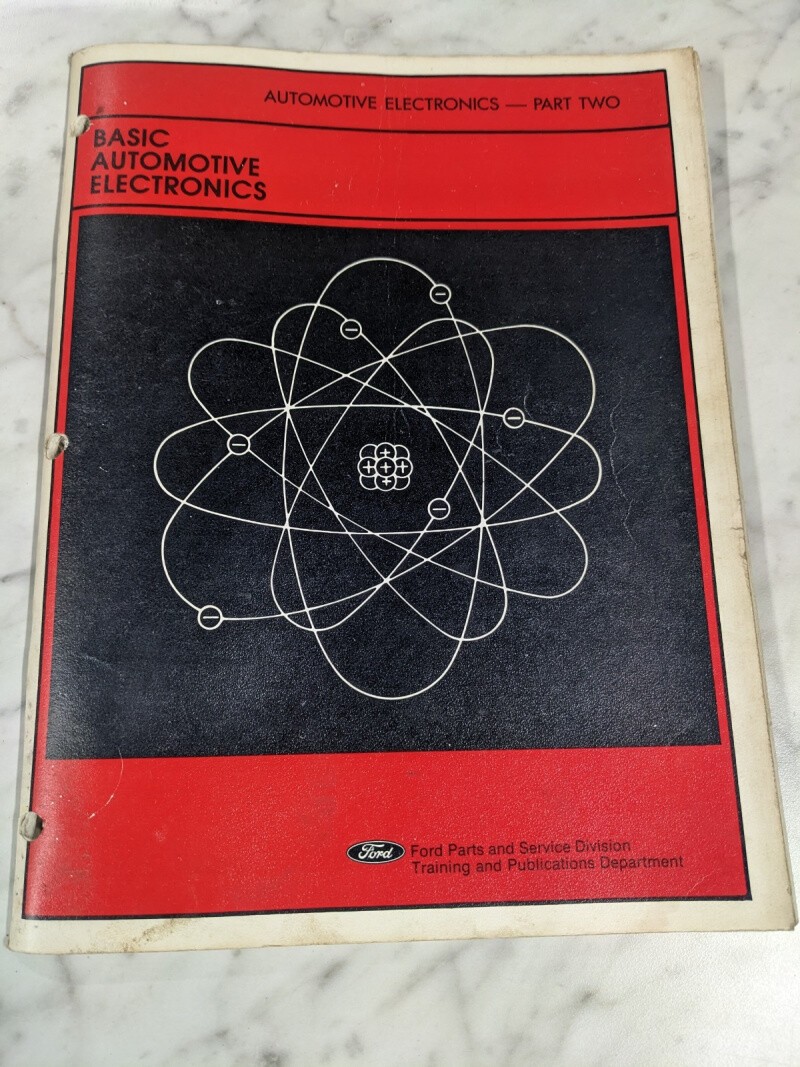 AUTOMOTIVE ELECTRONICS — PART TWO
BASIC
AUTOMOTIVE
ELECTRONICS
Ford
Ford Parts and Service Division
Training and Publications Department